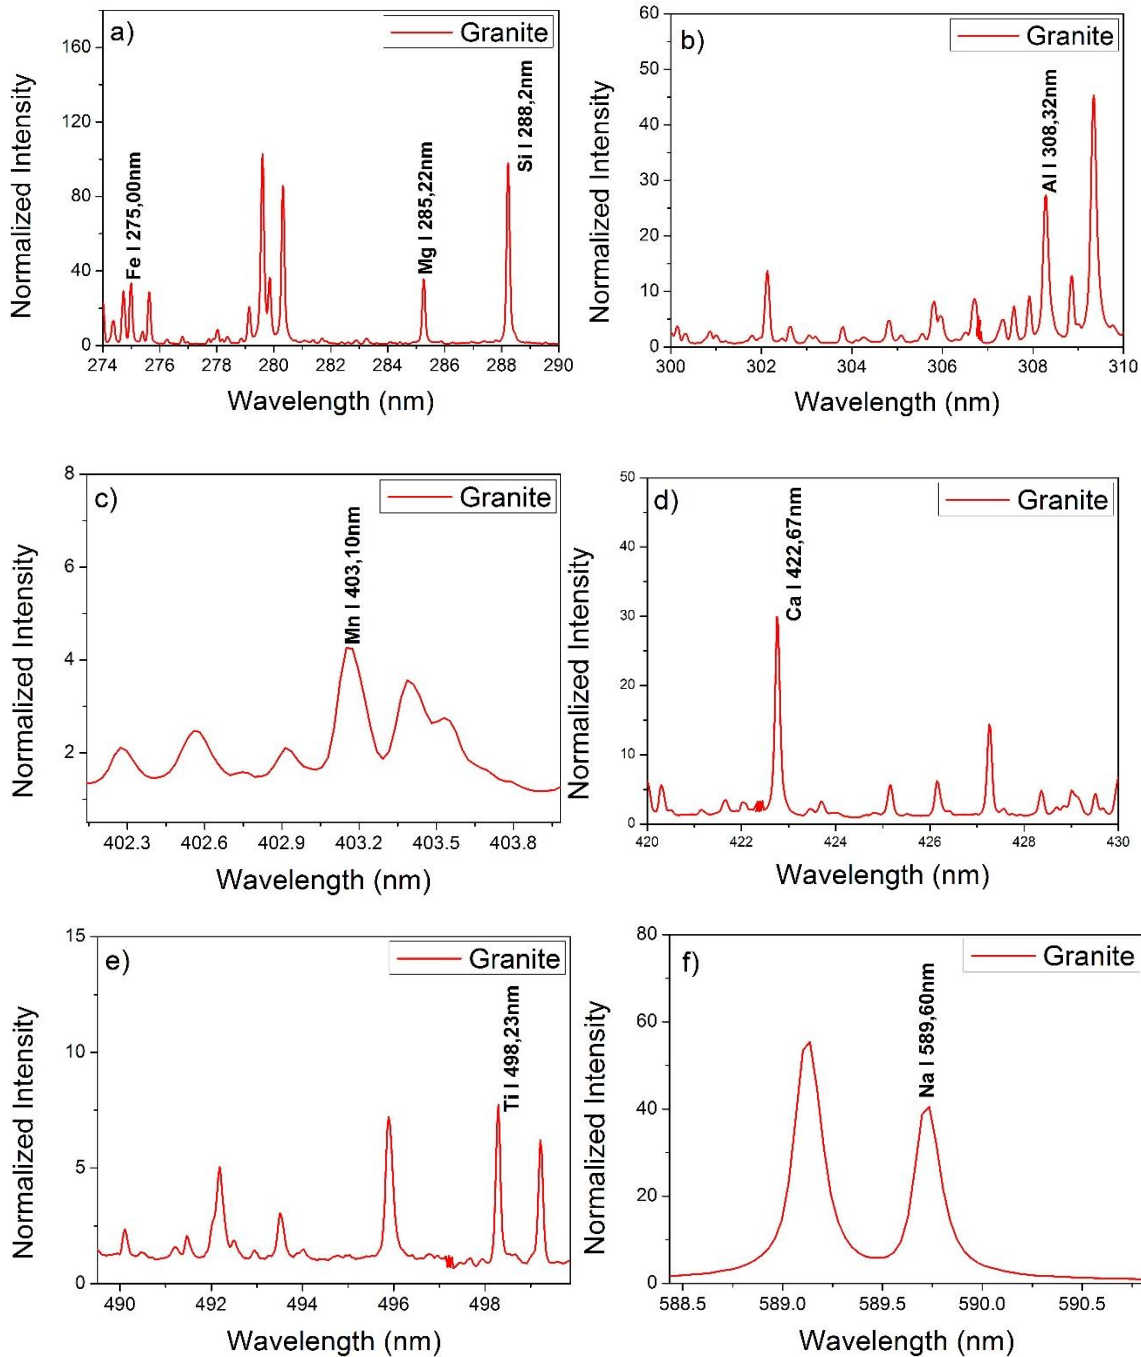 a)
Granite
Fe I 275,00nm
Mg I 285,22nm
Si I 288,2nm
Normalized Intensity
160
120
80
40
0
274 276 278 280 282 284 286 288 290
Wavelength (nm)
b)
Granite
Al I 308,32nm
Normalized Intensity
60
50
40
30
20
10
0
300 302 304 306 308 310
Wavelength (nm)
c)
Granite
Mn I 403,10nm
Normalized Intensity
8
6
4
2
402.3 402.6 402.9 403.2 403.5 403.8
Wavelength (nm)
d)
Granite
Ca I 422,67nm
Normalized Intensity
50
40
30
20
10
0
420 422 424 426 428 430
Wavelength (nm)
e)
Granite
Ti I 498,23nm
Normalized Intensity
15
10
5
0
490 492 494 496 498
Wavelength (nm)
f)
Granite
Na I 589,60nm
Normalized Intensity
80
60
40
20
0
588.5 589.0 589.5 590.0 590.5
Wavelength (nm)